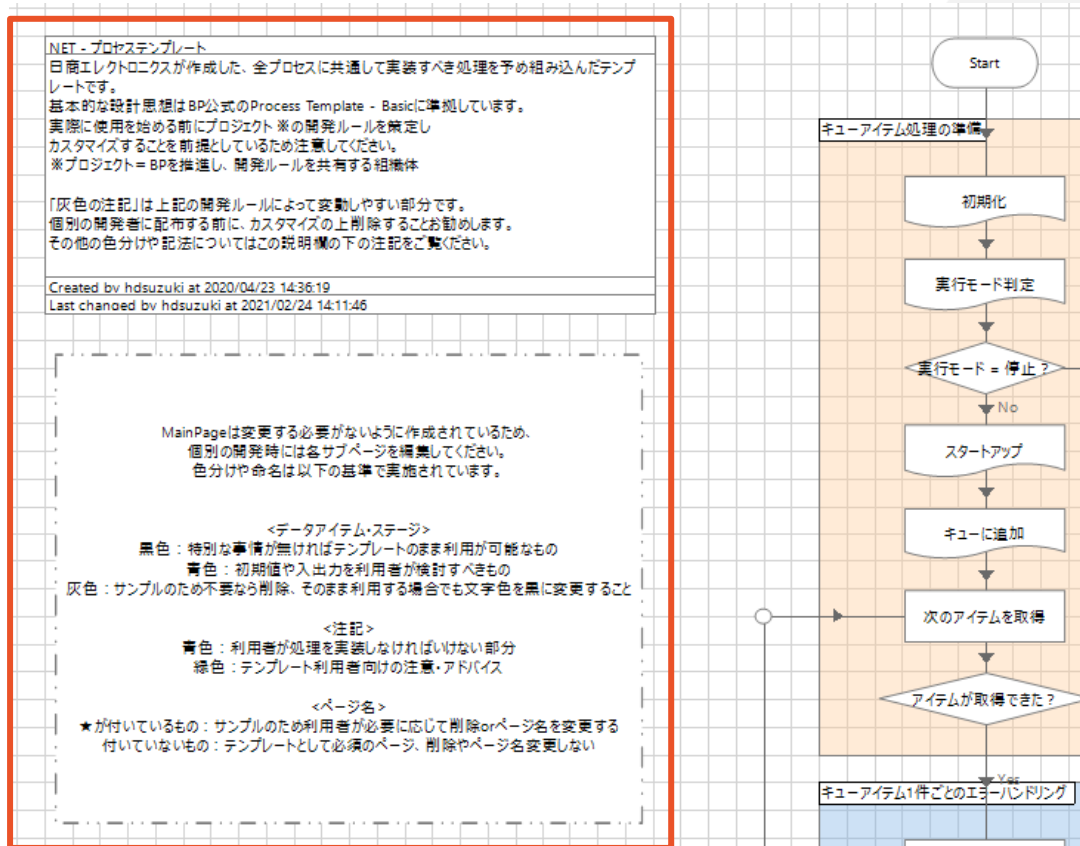 NET - プロセステンプレート
日商エレクトロニクスが作成した、全プロセスに共通して実装すべき処理を予め組み込んだテンプ
レートです。
基本的な設計思想はBP公式のProcess Template - Basicに準拠しています。
実際に使用を始める前にプロジェクト ※の開発ルールを策定し
カスタマイズすることを前提としているため注意してください。
※プロジェクト＝BPを推進し、開発ルールを共有する組織体
「灰色の注記」は上記の開発ルールによって変動しやすい部分です。
個別の開発者に配布する前に、カスタマイズの上削除することお勧めします。
その他の色分けや記法についてはこの説明欄の下の注記をご覧ください。
Created by hdsuzuki at 2020/04/23 14:36:19
Last changed by hdsuzuki at 2021/02/24 14:11:46
MainPageは変更する必要がないように作成されているため、
個別の開発時には各サブページを編集してください。
色分けや命名は以下の基準で実施されています。
<データアイテム・ステージ>
黒色：特別な事情が無ければテンプレートのまま利用が可能なもの
青色：初期値や入出力を利用者が検討すべきもの
灰色：サンプルのため不要なら削除、そのまま利用する場合でも文字色を黒に変更すること
<注記>
青色：利用者が処理を実装しなければいけない部分
緑色：テンプレート利用者向けの注意・アドバイス
<ページ名>
★が付いているもの：サンプルのため利用者が必要に応じて削除orページ名を変更する
付いていないもの：テンプレートとして必須のページ、削除やページ名変更しない
Start
キューアイテム処理の準備
初期化
実行モード判定
実行モード = 停止？
No
スタートアップ
キューに追加
次のアイテムを取得
アイテムが取得できた？
Yes
キューアイテム1件ごとのエラーハンドリング